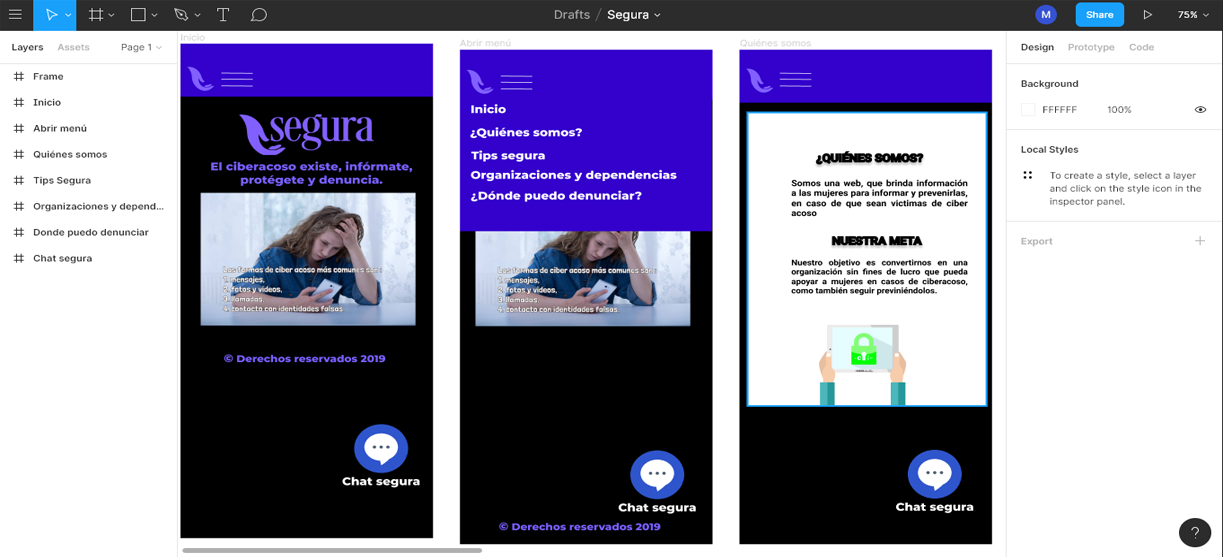 Drafts / Segura
M
Share
75%
Layers
Assets
Page 1
Frame
Inicio
Abrir menú
Quiénes somos
Tips Segura
Organizaciones y depend...
Donde puedo denunciar
Chat segura
Inicio
segura
El ciberacoso existe, infórmate,
protégete y denuncia.
Las formas de ciber acoso más comunes son:
1. mensajes,
2. fotos y videos,
3. llamadas,
4. contacto con identidades falsas
© Derechos reservados 2019
Chat segura
Abrir menú
Inicio
¿Quiénes somos?
Tips segura
Organizaciones y dependencias
¿Dónde puedo denunciar?
Las formas de ciber acoso más comunes son:
1. mensajes,
2. fotos y videos,
3. llamadas,
4. contacto con identidades falsas
Chat segura
© Derechos reservados 2019
Quiénes somos
¿QUIÉNES SOMOS?
Somos una web, que brinda información
a las mujeres para informar y prevenirlas,
en caso de que sean victimas de ciber
acoso
NUESTRA META
Nuestro objetivo es convertirnos en una
organización sin fines de lucro que pueda
apoyar a mujeres en casos de ciberacoso,
como también seguir previniéndolos.
Chat segura
Design
Prototype
Code
Background
FFFFFF
100%
Local Styles
To create a style, select a layer
and click on the style icon in the
inspector panel.
Export
?